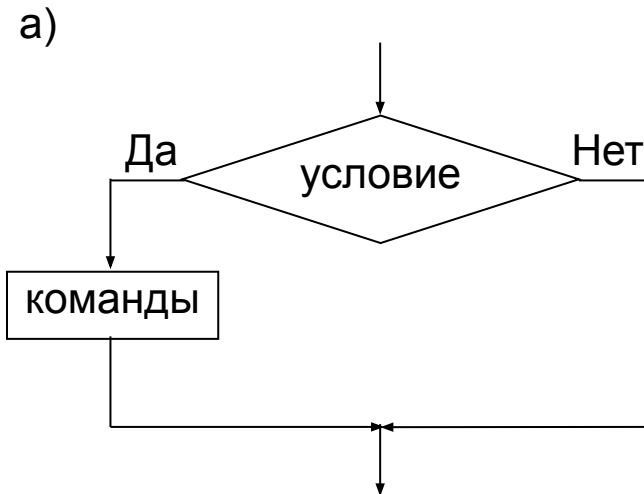 а)
Да
условие
Нет
команды